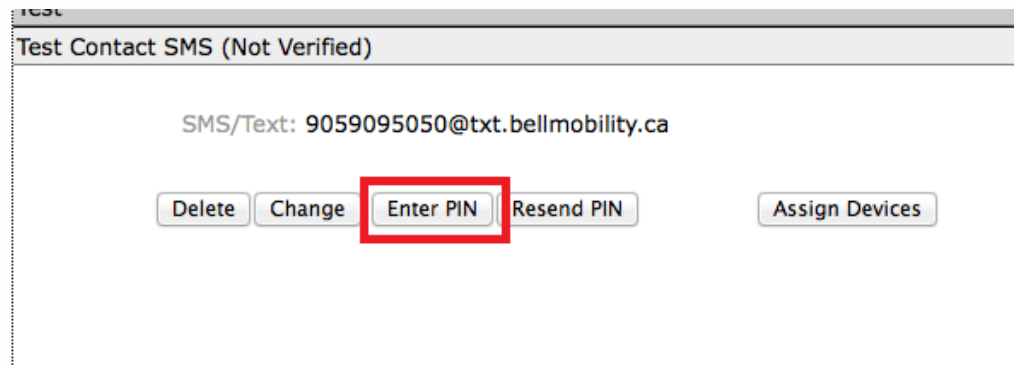 Test
Test Contact SMS (Not Verified)
SMS/Text: 9059095050@txt.bellmobility.ca
Delete Change Enter PIN Resend PIN Assign Devices